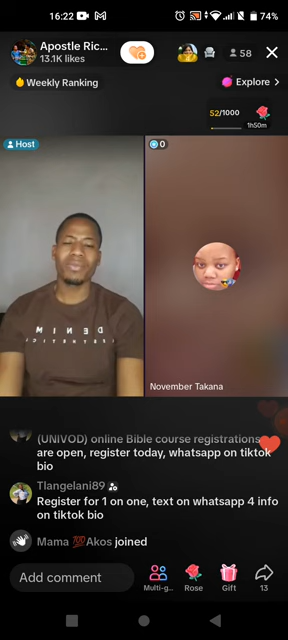 16:22
74%
Apostle Ric...
13.1K likes
58
Weekly Ranking
Explore >
52/1000
1h50m
Host
0
DENIM
AESTHETICS
November Takana
(UNIVOD) online Bible course registrations
are open, register today, whatsapp on tiktok
bio
Tlangelani89
Register for 1 on one, text on whatsapp 4 info
on tiktok bio
Mama 💯Akos joined
Add comment
Multi-g...
Rose
Gift
13